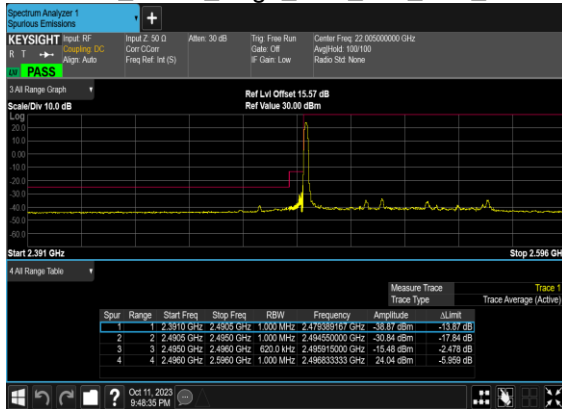 Spectrum Analyzer 1
Spurious Emissions
+
KEYSIGHT Input: RF Input Z: 50 Ω Atten: 30 dB Trig: Free Run Center Freq: 22.005000000 GHz
R T Coupling: DC Corr CCorr Gate: Off Avg|Hold: 100/100
Align: Auto Freq Ref: Int (S) IF Gain: Low Radio Std: None
LW PASS
3 All Range Graph Ref Lvl Offset 15.57 dB
Scale/Div 10.0 dB Ref Value 30.00 dBm
Log
20.0
10.0
0.00
-10.0
-20.0
-30.0
-40.0
-50.0
-60.0
Start 2.391 GHz Stop 2.596 GHz
4 All Range Table
Measure Trace Trace 1
Trace Type Trace Average (Active)
Spur Range Start Freq Stop Freq RBW Frequency Amplitude ΔLimit
1 1 2.3910 GHz 2.4905 GHz 1.000 MHz 2.479389167 GHz -38.87 dBm -13.87 dB
2 2 2.4905 GHz 2.4950 GHz 1.000 MHz 2.494550000 GHz -30.84 dBm -17.84 dB
3 3 2.4950 GHz 2.4960 GHz 620.0 kHz 2.495915000 GHz -15.48 dBm -2.478 dB
4 4 2.4960 GHz 2.5960 GHz 1.000 MHz 2.496833333 GHz 24.04 dBm -5.959 dB
? Oct 11, 2023
9:48:35 PM